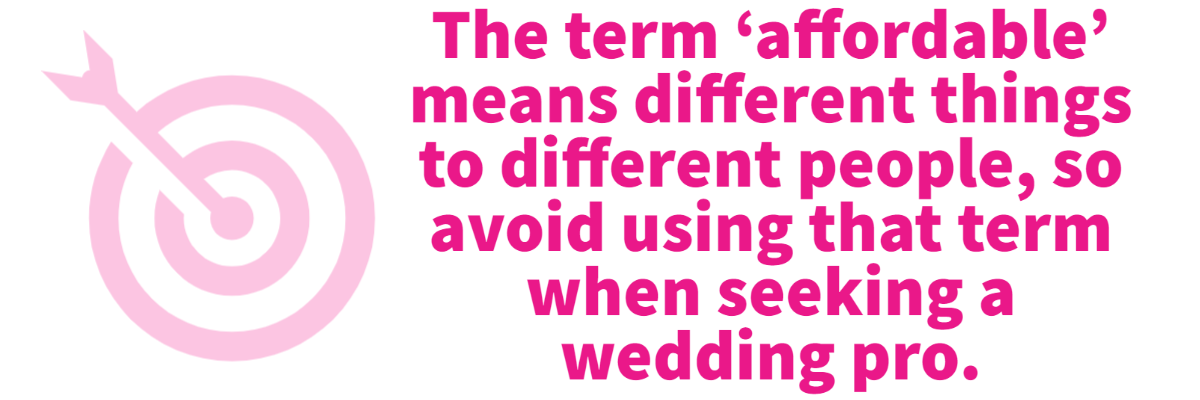 The term ‘affordable’
means different things
to different people, so
avoid using that term
when seeking a
wedding pro.